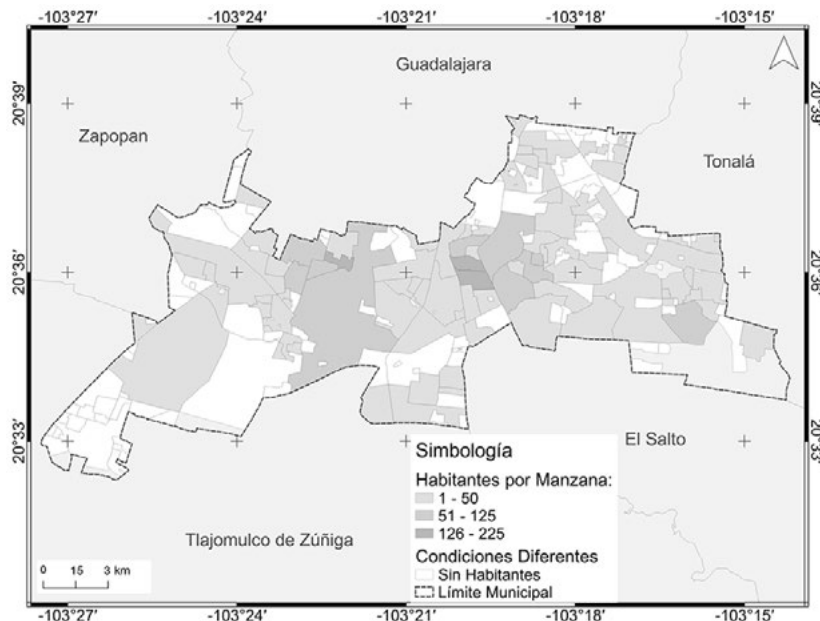 -103°27' -103°24' -103°21' -103°18' -103°15'
Guadalajara
20°39' 20°39'
Zapopan
Tonalá
20°36' 20°36'
20°33' 20°33'
El Salto
Simbología
Habitantes por Manzana:
1 - 50
51 - 125
126 - 225
Condiciones Diferentes
Sin Habitantes
Límite Municipal
Tlajomulco de Zúñiga
0 15 3 km
-103°27' -103°24' -103°21' -103°18' -103°15'